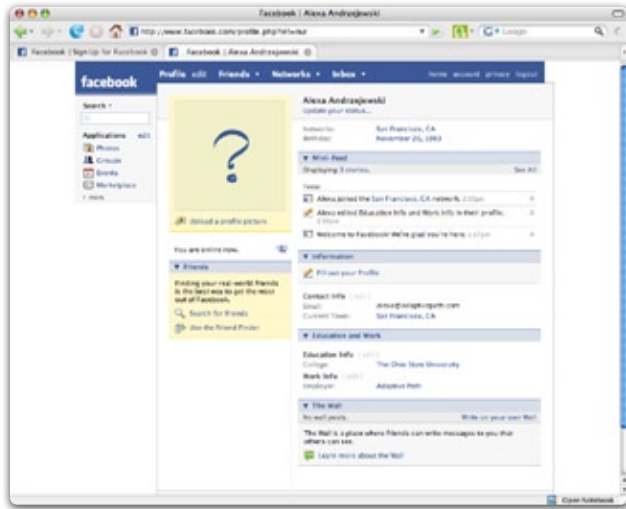 Facebook | Alexa Andrzejewski
Facebook | Sign Up for Facebook
Facebook | Alexa Andrzejewski
facebook
Profile edit Friends Networks Inbox
home account privacy logout
Search
Applications edit
Photos
Groups
Events
Marketplace
more
?
Upload a profile picture
You are online now.
Friends
Finding your real-world friends
is the best way to get the most
out of Facebook.
Search for friends
Use the Friend Finder
Alexa Andrzejewski
Update your status...
Networks: San Francisco, CA
Birthday:
Mini-Feed
Displaying 3 stories. See All
Today
Alexa joined the San Francisco, CA network.
Alexa edited Education Info and Work Info in their profile.
Welcome to Facebook! We're glad you're here.
Information
Fill out your Profile
Contact Info [edit]
Email: alexa@adaptivepath.com
Current Town: San Francisco, CA
Education and Work
Education Info [edit]
College: The Ohio State University
Work Info [edit]
Employer: Adaptive Path
The Wall
No wall posts. Write on your own Wall
The Wall is a place where friends can write messages to you that
others can see.
Learn more about the Wall
Open Notebook